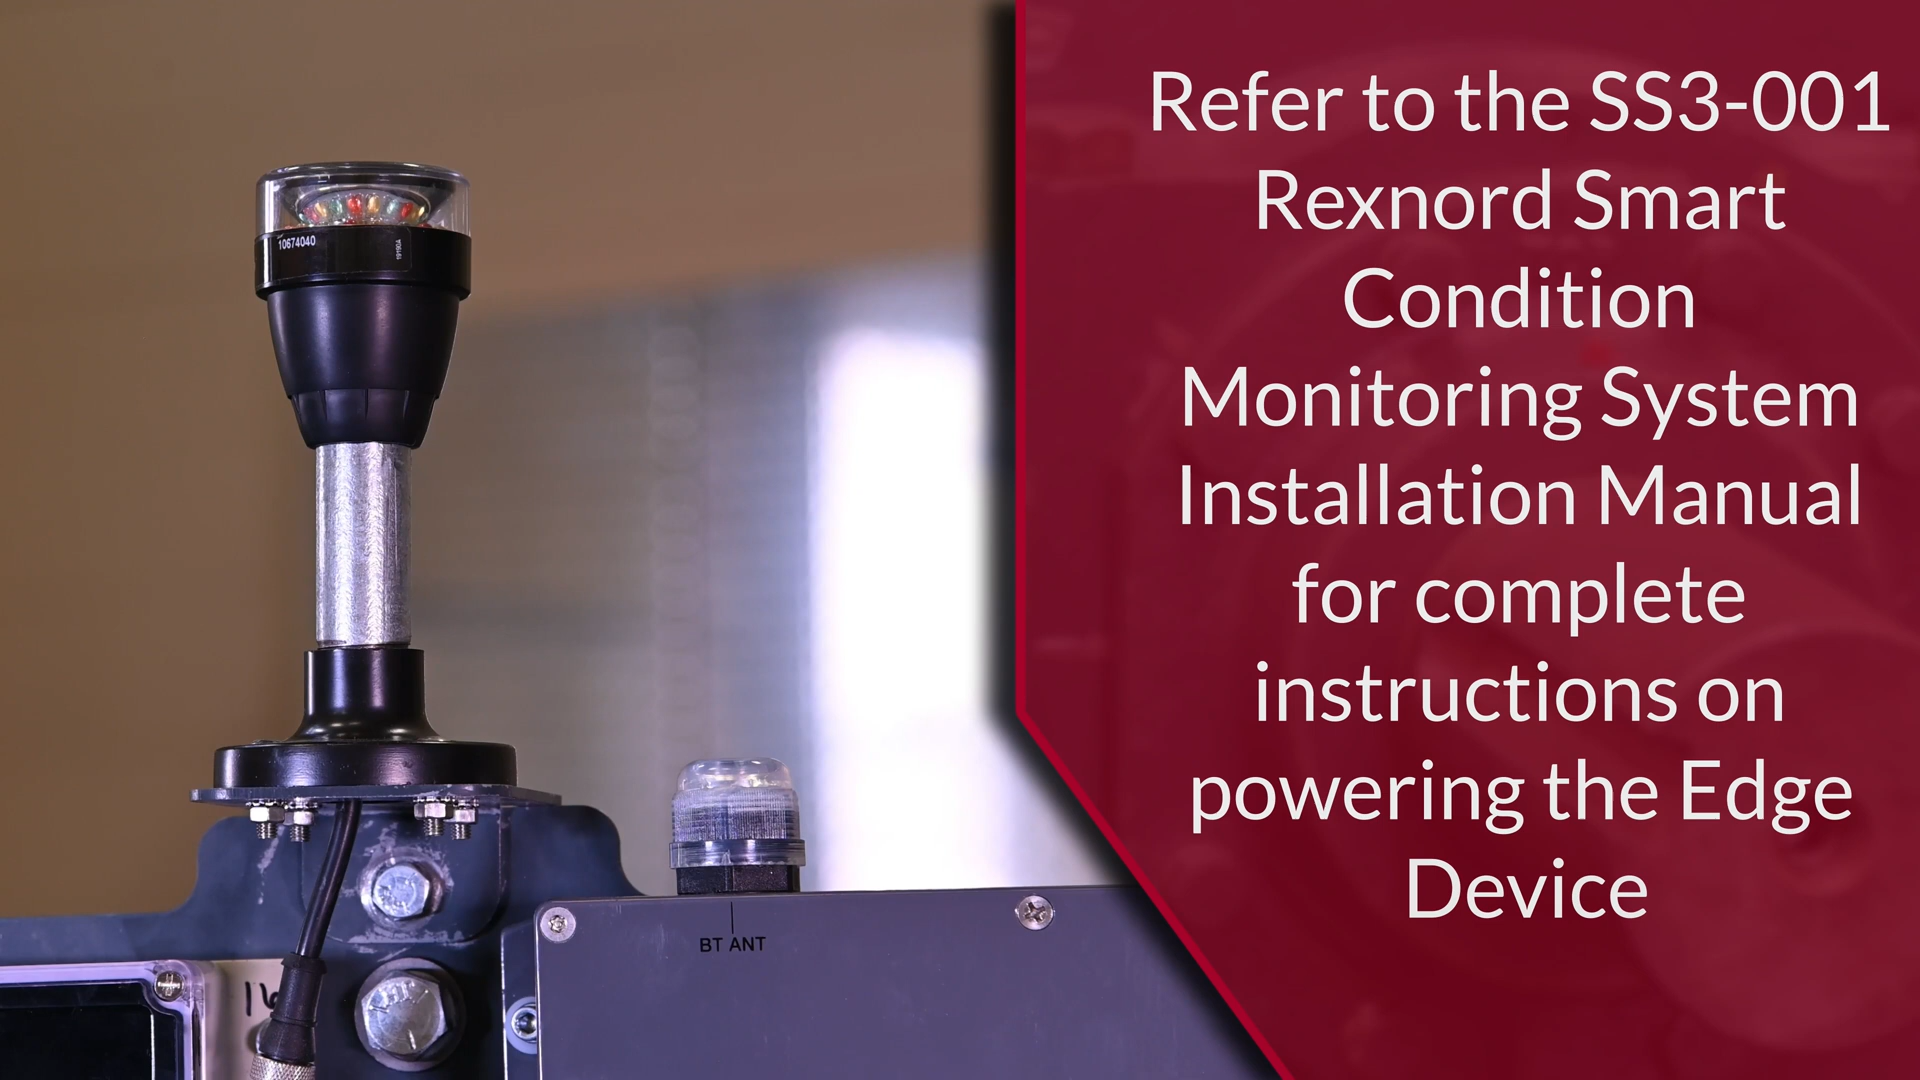 Refer to the SS3-001
Rexnord Smart
Condition
Monitoring System
Installation Manual
for complete
instructions on
powering the Edge
Device
10674040
BT ANT
16